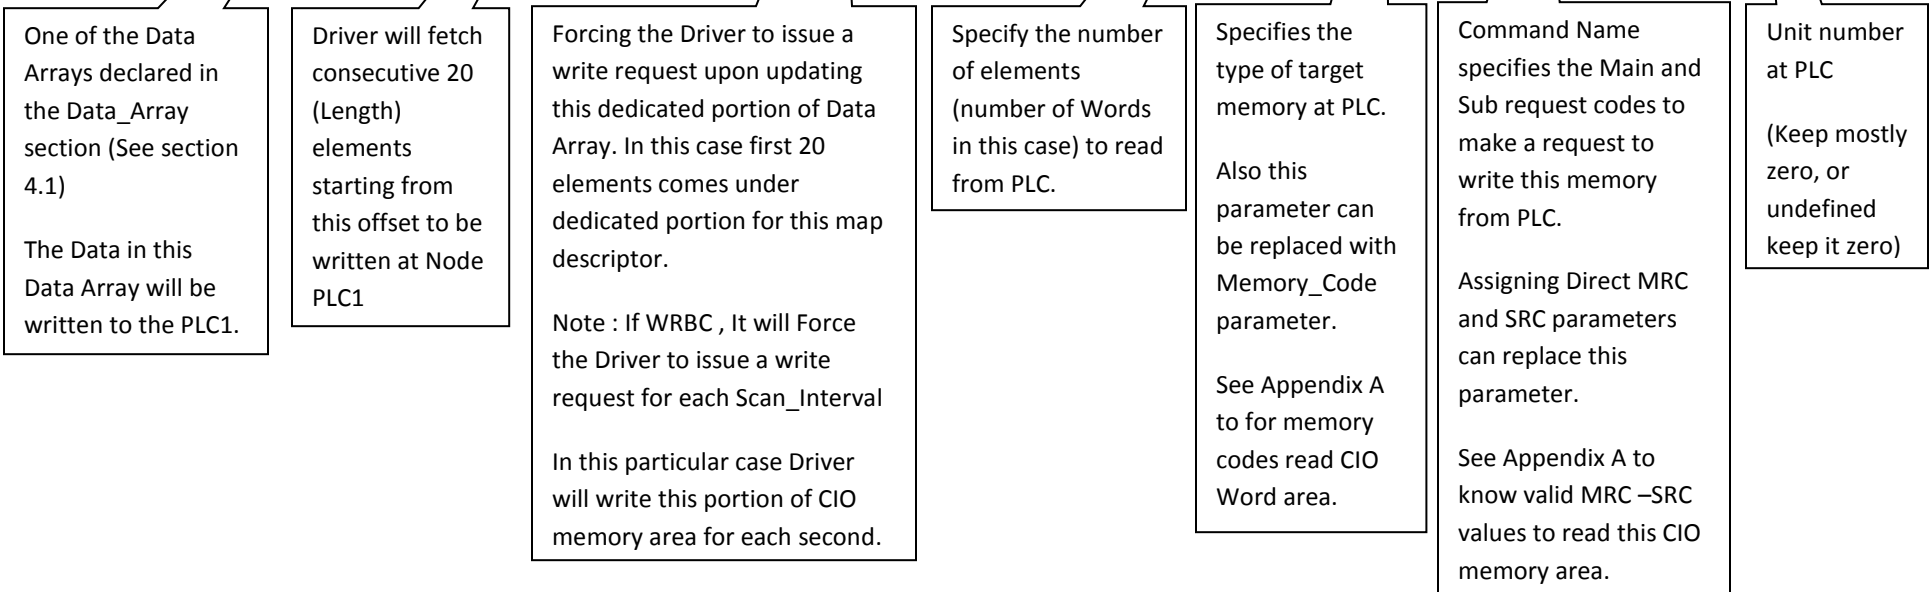 One of the Data
Arrays declared in
the Data_Array
section (See section
4.1)
The Data in this
Data Array will be
written to the PLC1.
Driver will fetch
consecutive 20
(Length)
elements
starting from
this offset to be
written at Node
PLC1
Forcing the Driver to issue a
write request upon updating
this dedicated portion of Data
Array. In this case first 20
elements comes under
dedicated portion for this map
descriptor.
Note : If WRBC , It will Force
the Driver to issue a write
request for each Scan_Interval
In this particular case Driver
will write this portion of CIO
memory area for each second.
Specify the number
of elements
(number of Words
in this case) to read
from PLC.
Specifies the
type of target
memory at PLC.
Also this
parameter can
be replaced with
Memory_Code
parameter.
See Appendix A
to for memory
codes read CIO
Word area.
Command Name
specifies the Main and
Sub request codes to
make a request to
write this memory
from PLC.
Assigning Direct MRC
and SRC parameters
can replace this
parameter.
See Appendix A to
know valid MRC –SRC
values to read this CIO
memory area.
Unit number
at PLC
(Keep mostly
zero, or
undefined
keep it zero)